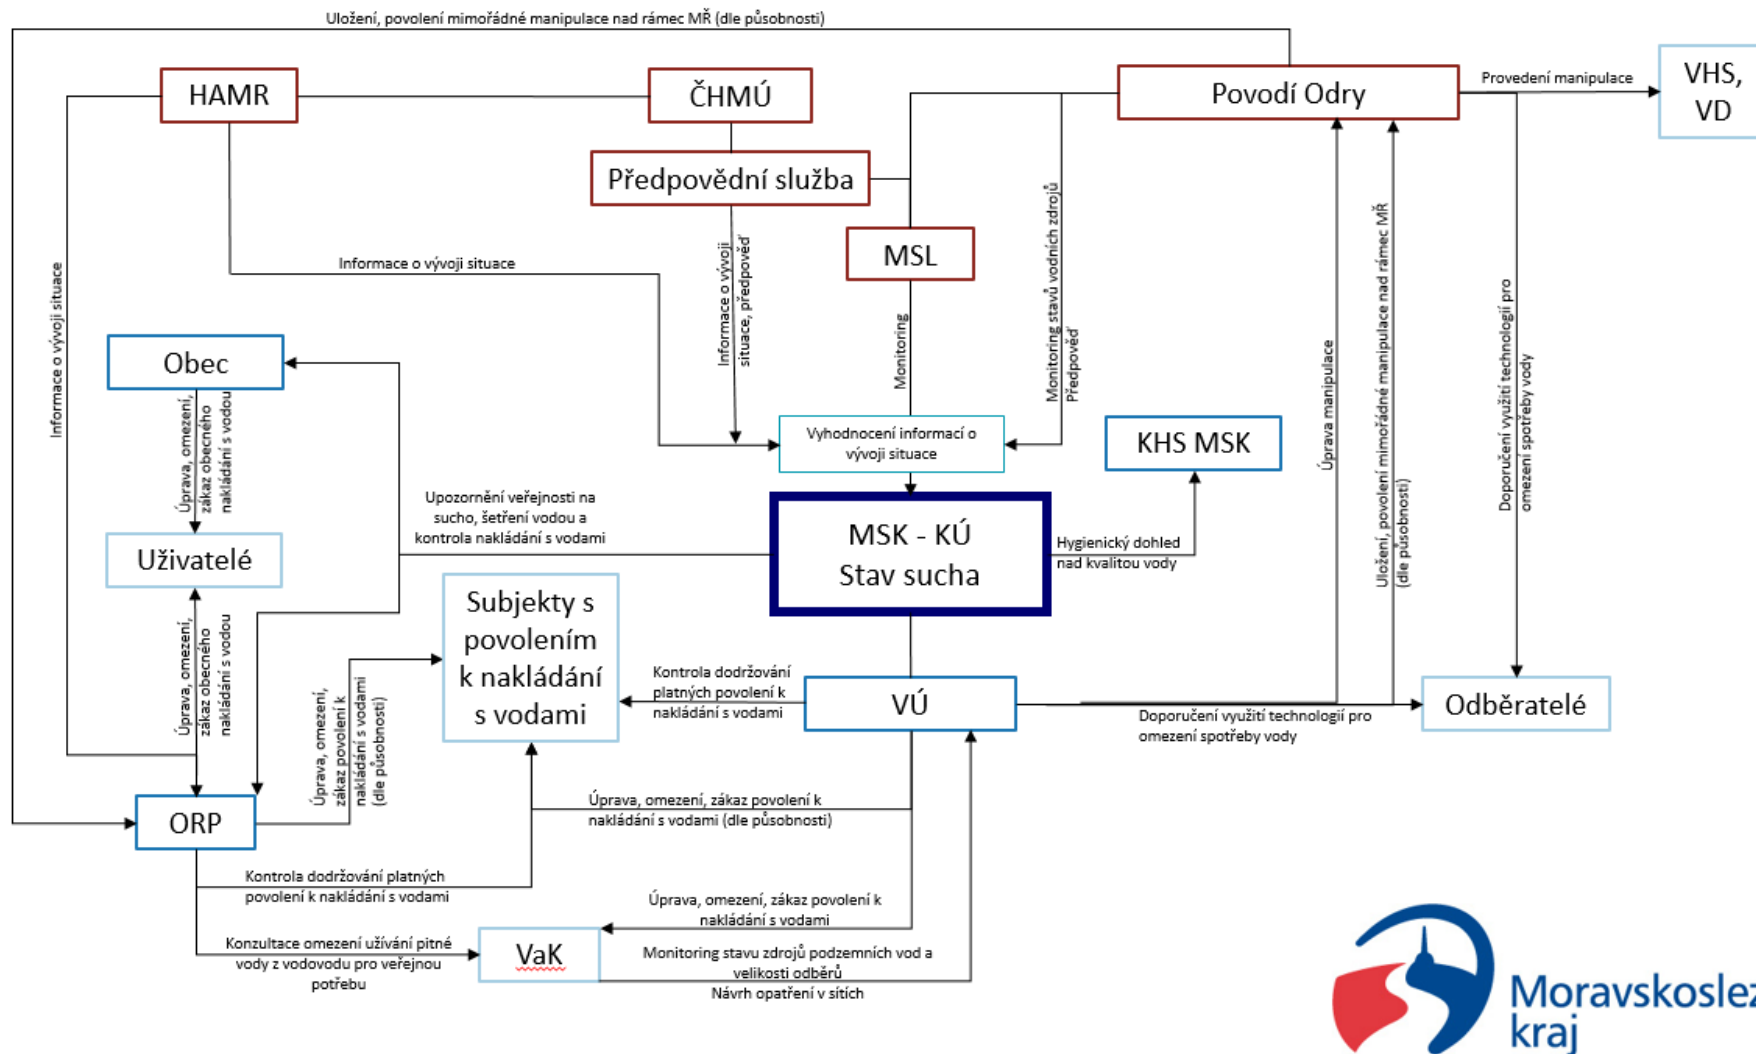 Uložení, povolení mimořádné manipulace nad rámec MŘ (dle působnosti)
HAMR
ČHMÚ
Povodí Odry
Provedení manipulace
VHS,
VD
Předpovědní služba
MSL
Informace o vývoji situace
Informace o vývoji situace
Informace o vývoji
situace, předpověď
Monitoring
Monitoring stavů vodních zdrojů
Předpověď
Úprava manipulace
Uložení, povolení mimořádné manipulace nad rámec MŘ
(dle působnosti)
Doporučení využití technologií pro
omezení spotřeby vody
Obec
Úprava, omezení,
zákaz obecného
nakládání s vodou
Vyhodnocení informací o
vývoji situace
KHS MSK
Upozornění veřejnosti na
sucho, šetření vodou a
kontrola nakládání s vodami
MSK - KÚ
Stav sucha
Hygienický dohled
nad kvalitou vody
Uživatelé
Subjekty s
povolením
k nakládání
s vodami
Úprava, omezení,
zákaz obecného
nakládání s vodou
Úprava, omezení,
zákaz povolení k
nakládání s vodami
(dle působnosti)
Kontrola dodržování
platných povolení k
nakládání s vodami
VÚ
Odběratelé
Doporučení využití technologií pro
omezení spotřeby vody
ORP
Úprava, omezení, zákaz povolení k
nakládání s vodami (dle působnosti)
Kontrola dodržování platných
povolení k nakládání s vodami
Úprava, omezení, zákaz povolení k
nakládání s vodami
Konzultace omezení užívání pitné
vody z vodovodu pro veřejnou
potřebu
VaK
Monitoring stavu zdrojů podzemních vod a
velikosti odběrů
Návrh opatření v sítích
Moravskoslez
kraj